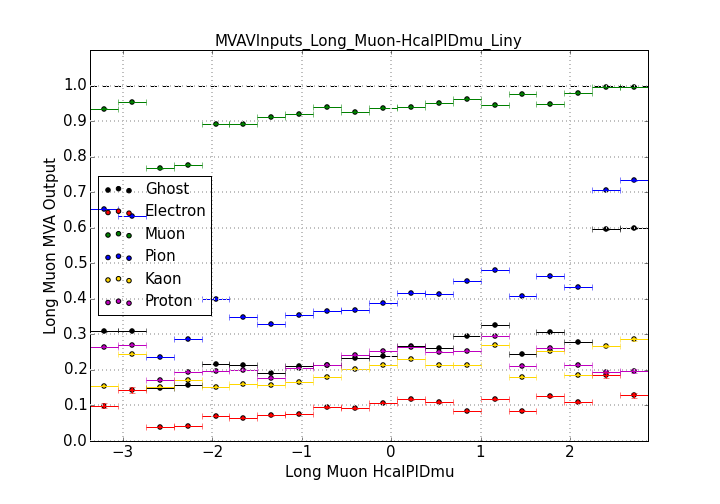 MVAVInputs_Long_Muon-HcalPIDmu_Liny
1.0
0.9
0.8
0.7
0.6
0.5
0.4
0.3
0.2
0.1
0.0
Long Muon MVA Output
Ghost
Electron
Muon
Pion
Kaon
Proton
−3 −2 −1 0 1 2
Long Muon HcalPIDmu